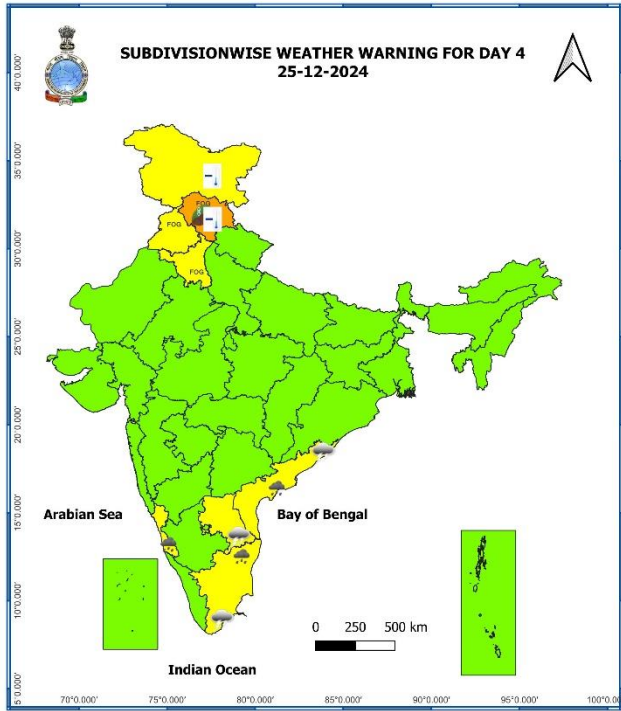 SUBDIVISIONWISE WEATHER WARNING FOR DAY 4
25-12-2024
40°0.000'
35°0.000'
30°0.000'
25°0.000'
20°0.000'
15°0.000'
10°0.000'
5°0.000'
FOG
FOG
FOG
Arabian Sea
Bay of Bengal
0 250 500 km
Indian Ocean
70°0.000' 75°0.000' 80°0.000' 85°0.000' 90°0.000' 95°0.000' 100°0.000'